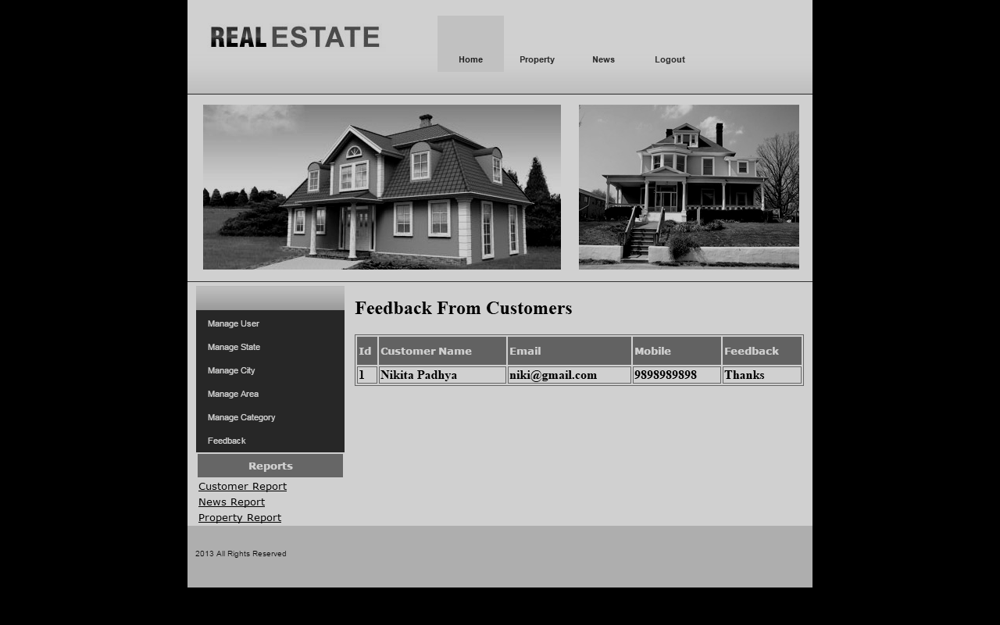 REAL ESTATE
Home Property News Logout
Feedback From Customers
Manage User
Manage State
Manage City
Manage Area
Manage Category
Feedback
Id Customer Name Email Mobile Feedback
1 Nikita Padhya niki@gmail.com 9898989898 Thanks
Reports
Customer Report
News Report
Property Report
2013 All Rights Reserved